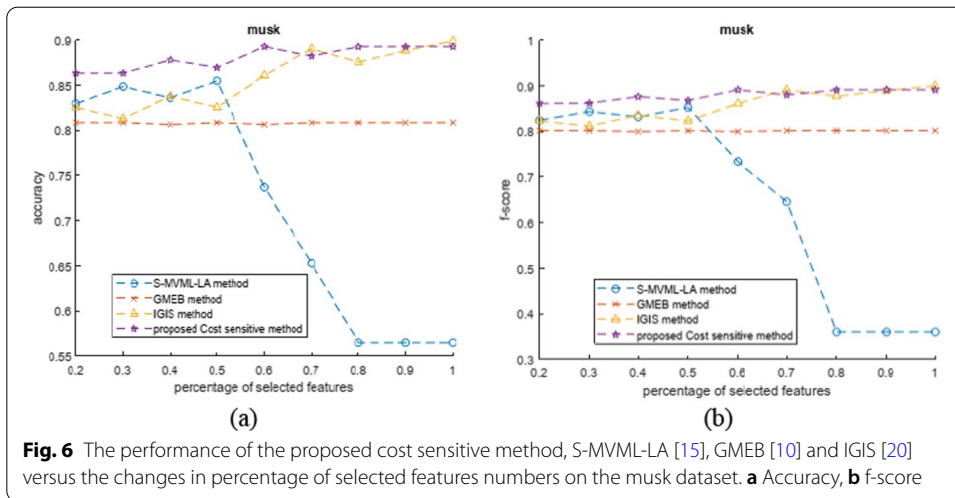 musk
0.9
0.85
0.8
0.75
0.7
0.65
0.6
0.55
accuracy
S-MVML-LA method
GMEB method
IGIS method
proposed Cost sensitive method
0.2 0.3 0.4 0.5 0.6 0.7 0.8 0.9 1
percentage of selected features
(a)
musk
1
0.9
0.8
0.7
0.6
0.5
0.4
0.3
f-score
S-MVML-LA method
GMEB method
IGIS method
proposed Cost sensitive method
0.2 0.3 0.4 0.5 0.6 0.7 0.8 0.9 1
percentage of selected features
(b)
Fig. 6 The performance of the proposed cost sensitive method, S-MVML-LA [15], GMEB [10] and IGIS [20]
versus the changes in percentage of selected features numbers on the musk dataset. a Accuracy, b f-score